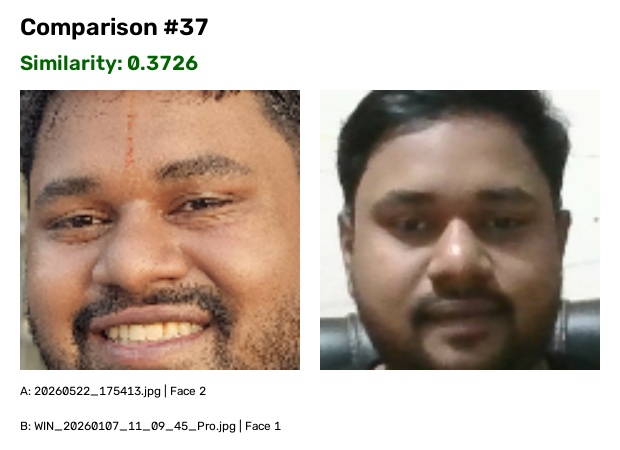 Comparison #37
Similarity: 0.3726
A: 20260522_175413.jpg | Face 2
B: WIN_20260107_11_09_45_Pro.jpg | Face 1